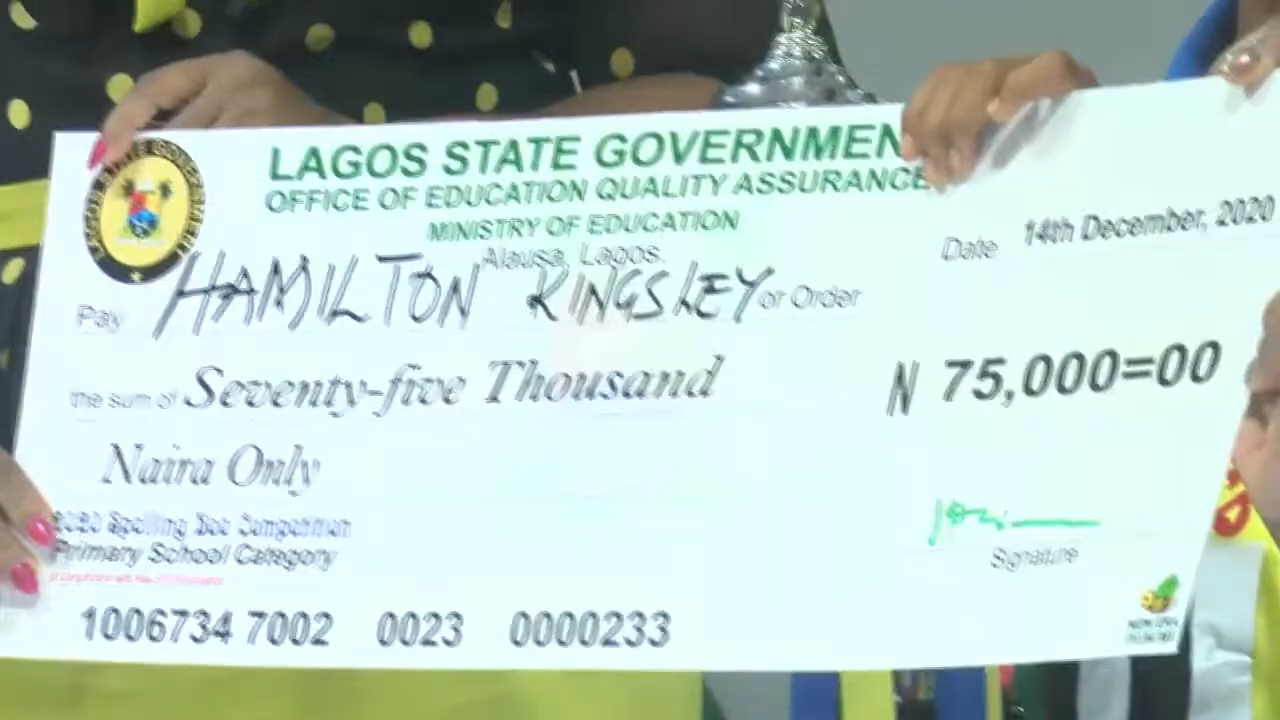 LAGOS STATE GOVERNMEN
OFFICE OF EDUCATION QUALITY ASSURANCE
MINISTRY OF EDUCATION
Alausa, Lagos.
Date 14th December, 2020
Pay HAMILTON KINGSLEY or Order
the sum of Seventy-five Thousand
N 75,000=00
Naira Only
2020 Spelling Bee Competition
Primary School Category
Signature
1006734 7002 0023 0000233